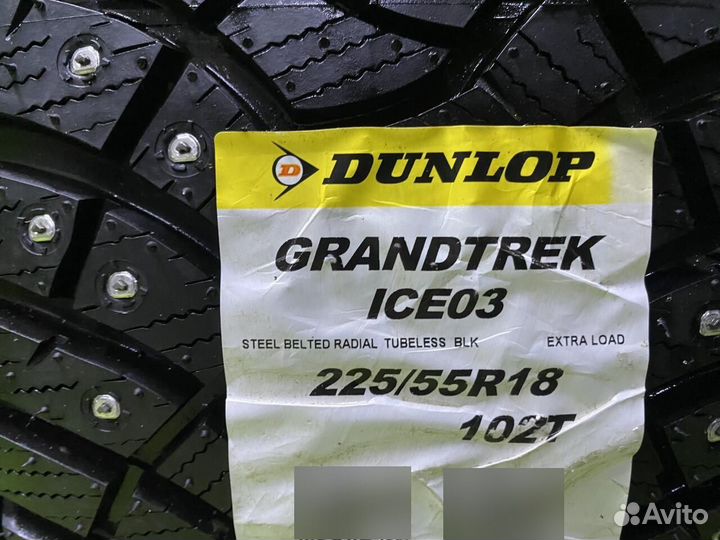 D DUNLOP
GRANDTREK
ICE03
STEEL BELTED RADIAL TUBELESS BLK EXTRA LOAD
225/55R18
102T
Avito